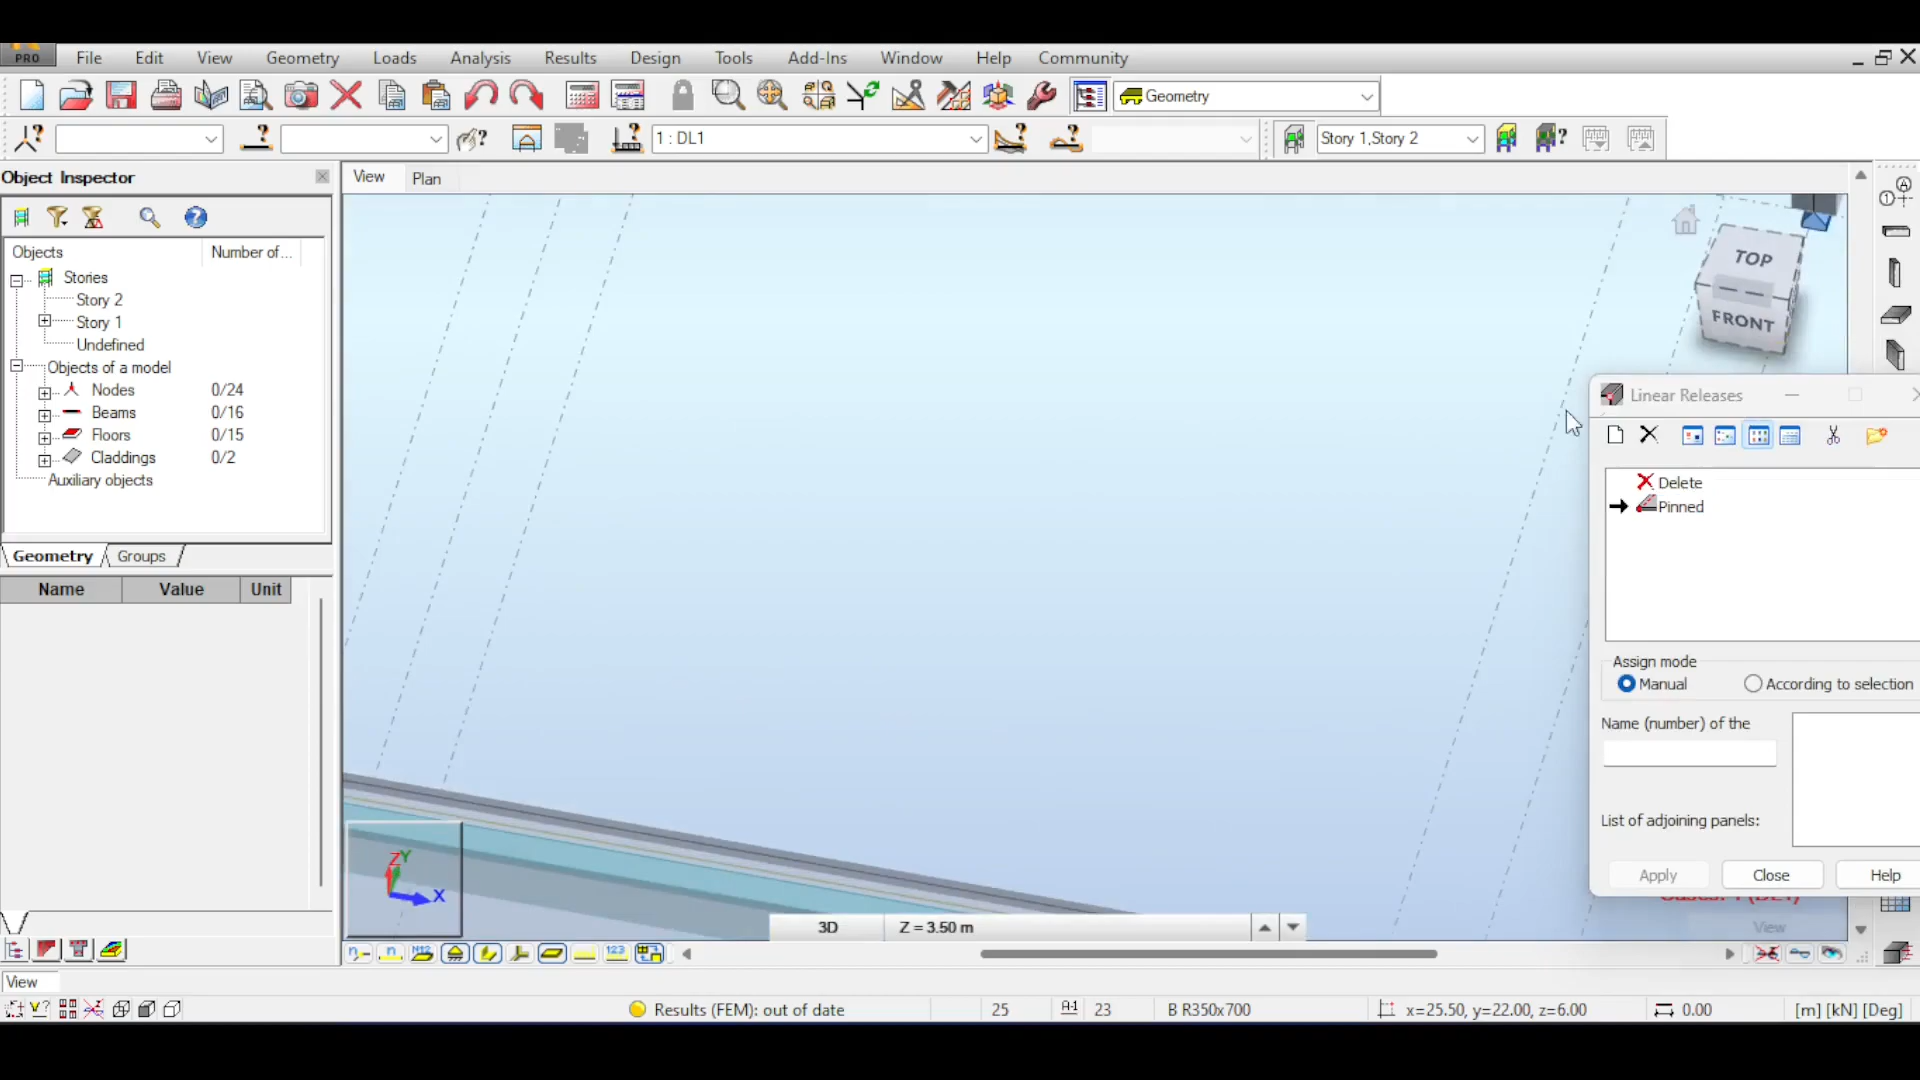 PRO File Edit View Geometry Loads Analysis Results Design Tools Add-Ins Window Help Community
Geometry
1 : DL1
Story 1,Story 2
Object Inspector
View Plan
Objects Number of...
Stories
Story 2
Story 1
Undefined
Objects of a model
Nodes 0/24
Beams 0/16
Floors 0/15
Claddings 0/2
Auxiliary objects
Geometry Groups
Name Value Unit
TOP
FRONT
Linear Releases
Delete
Pinned
Assign mode
Manual According to selection
Name (number) of the
List of adjoining panels:
Apply Close Help
Cases: 1 (DL1)
View
Z Y
X
3D Z = 3.50 m
View
Results (FEM): out of date 25 23 B R350x700 x=25.50, y=22.00, z=6.00 0.00 [m] [kN] [Deg]